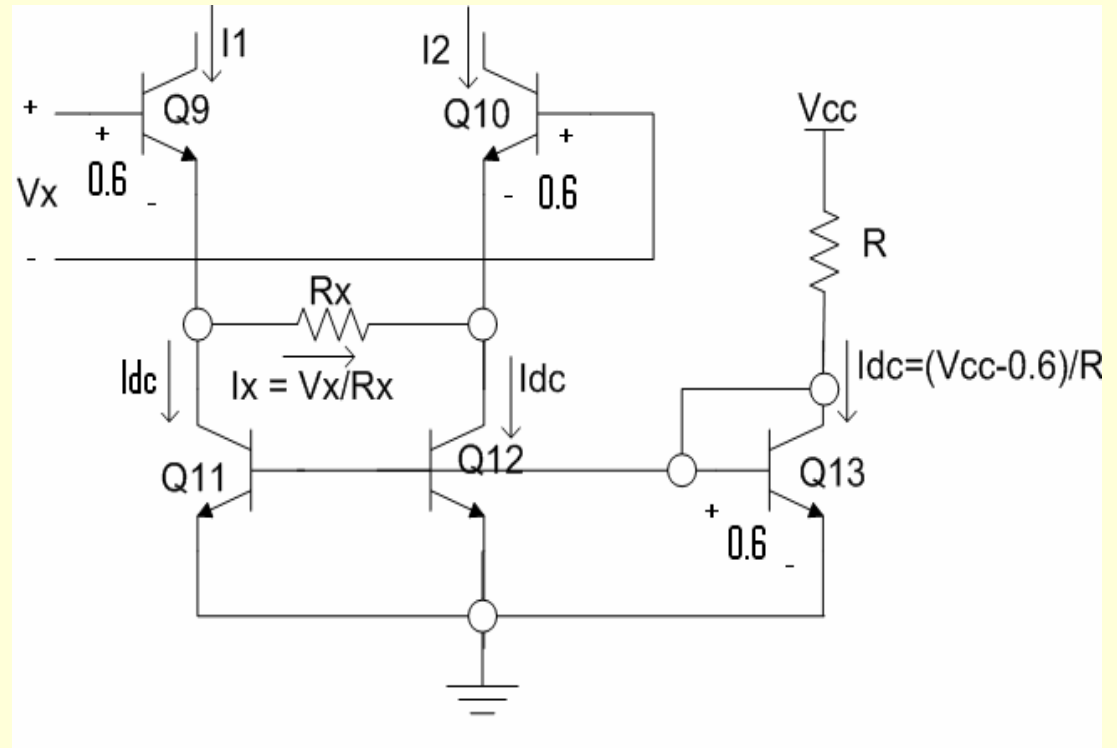 I1
I2
Q9
Q10
Vcc
+
+
+
0.6
0.6
Vx
-
-
R
-
Rx
Idc
Ix = Vx/Rx
Idc
Idc=(Vcc-0.6)/R
Q11
Q12
Q13
+
0.6
-